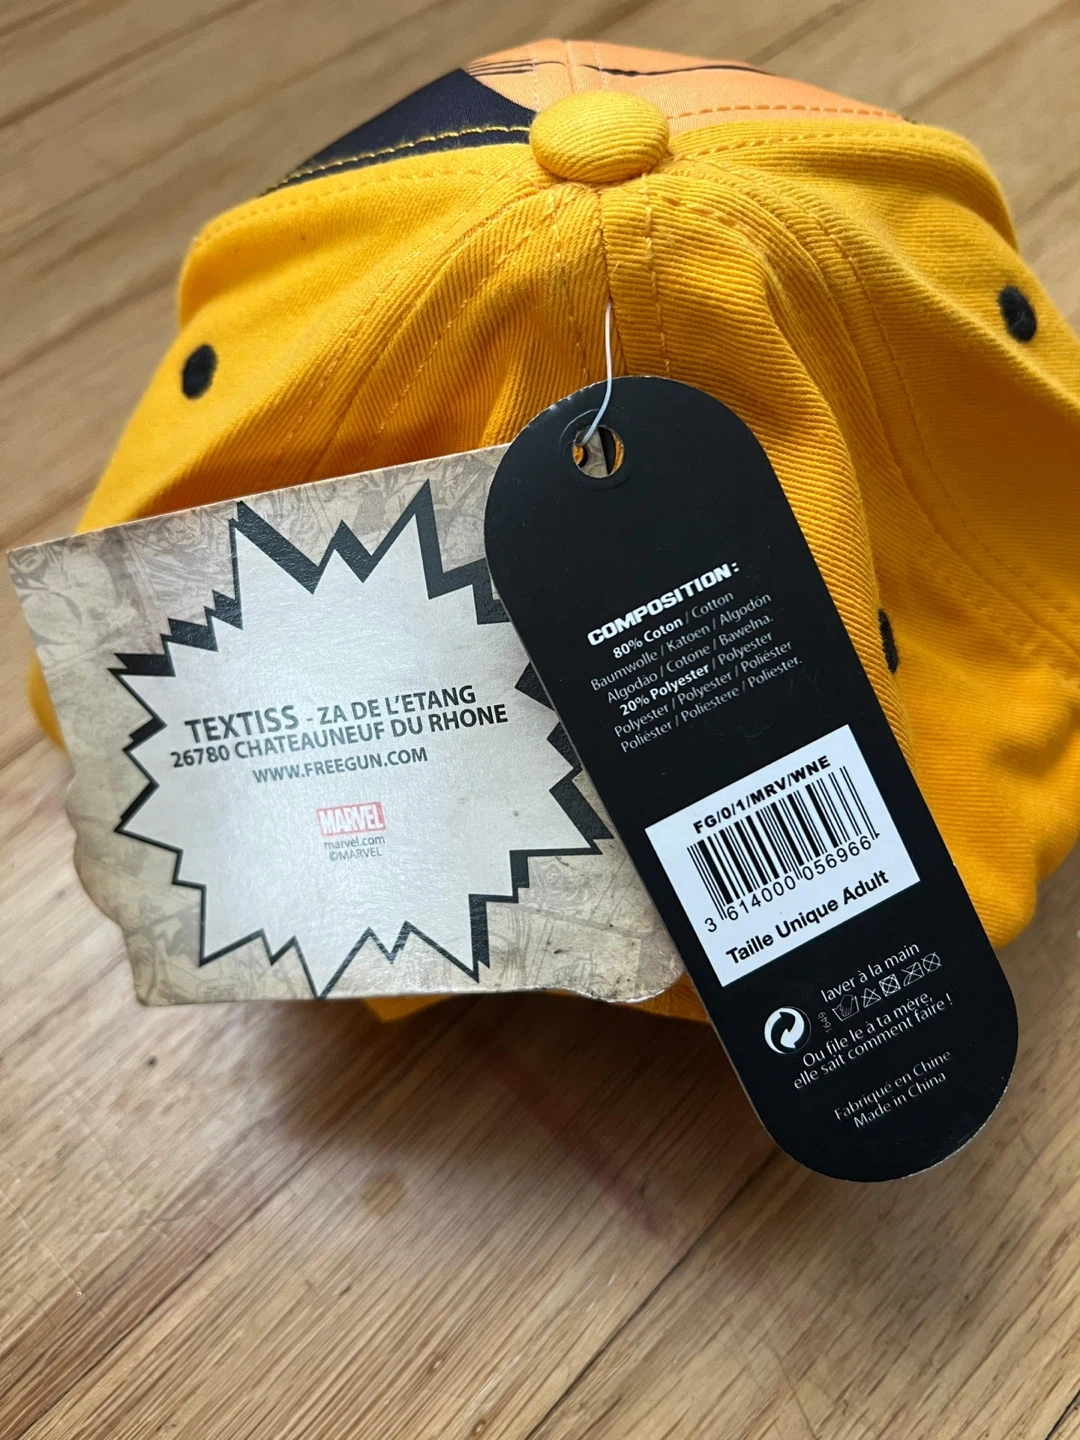 TEXTISS - ZA DE L'ETANG
26780 CHATEAUNEUF DU RHONE
WWW.FREEGUN.COM
MARVEL
marvel.com
©MARVEL
COMPOSITION:
80% Coton / Cotton
Baumwolle / Katoen / Algodón
Algodão / Cotone / Bawełna.
20% Polyester / Polyester
Polyester / Polyester / Poliéster
Poliéster / Poliestere / Poliester.
FG/0/1/MRV/WNE
3 614000 056966
Taille Unique Adult
laver à la main
Ou file le à ta mère,
elle sait comment faire !
Fabriqué en Chine
Made in China